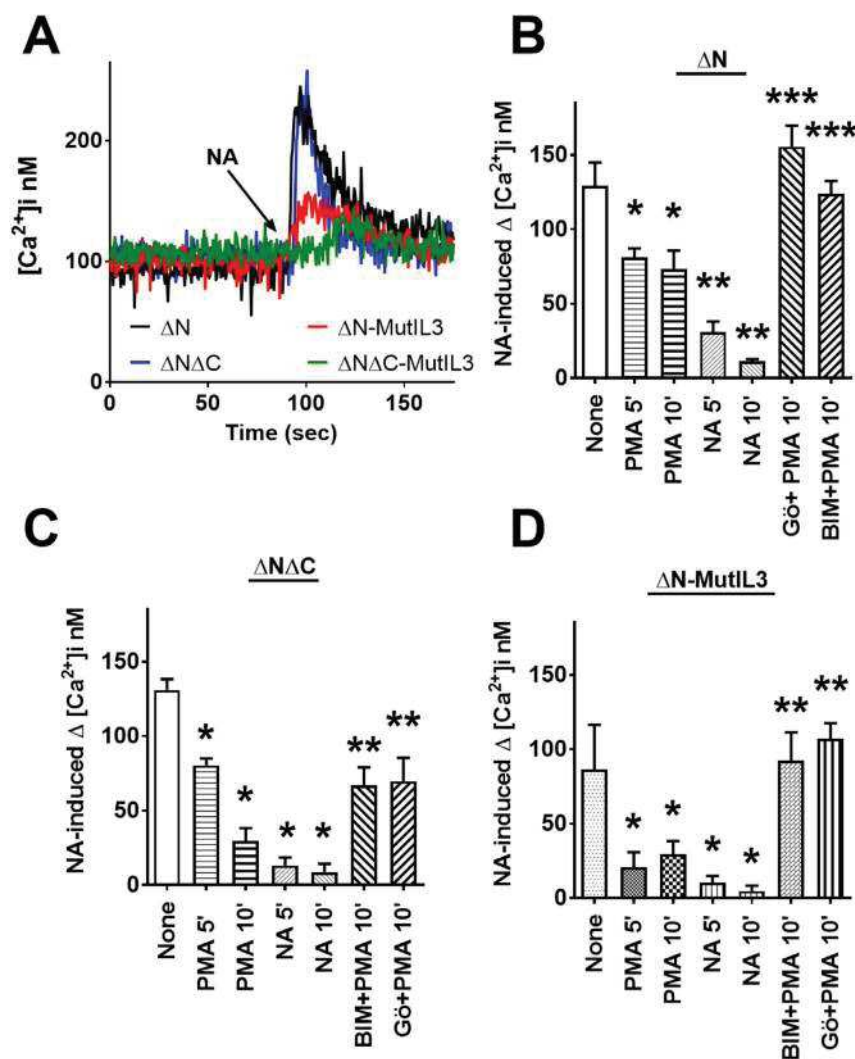 A
[Ca²⁺]i nM
200
100
0
NA
ΔN
ΔN-MutIL3
ΔNΔC
ΔNΔC-MutIL3
0
50
100
150
Time (sec)
B
ΔN
NA-induced Δ [Ca²⁺]i nM
150
100
50
0
*
*
**
**
***
***
None
PMA 5'
PMA 10'
NA 5'
NA 10'
Gö+ PMA 10'
BIM+PMA 10'
C
ΔNΔC
NA-induced Δ [Ca²⁺]i nM
150
100
50
0
*
*
*
*
**
**
None
PMA 5'
PMA 10'
NA 5'
NA 10'
BIM+PMA 10'
Gö+PMA 10'
D
ΔN-MutIL3
NA-induced Δ [Ca²⁺]i nM
150
100
50
0
*
*
*
*
**
**
None
PMA 5'
PMA 10'
NA 5'
NA 10'
BIM+PMA 10'
Gö+PMA 10'